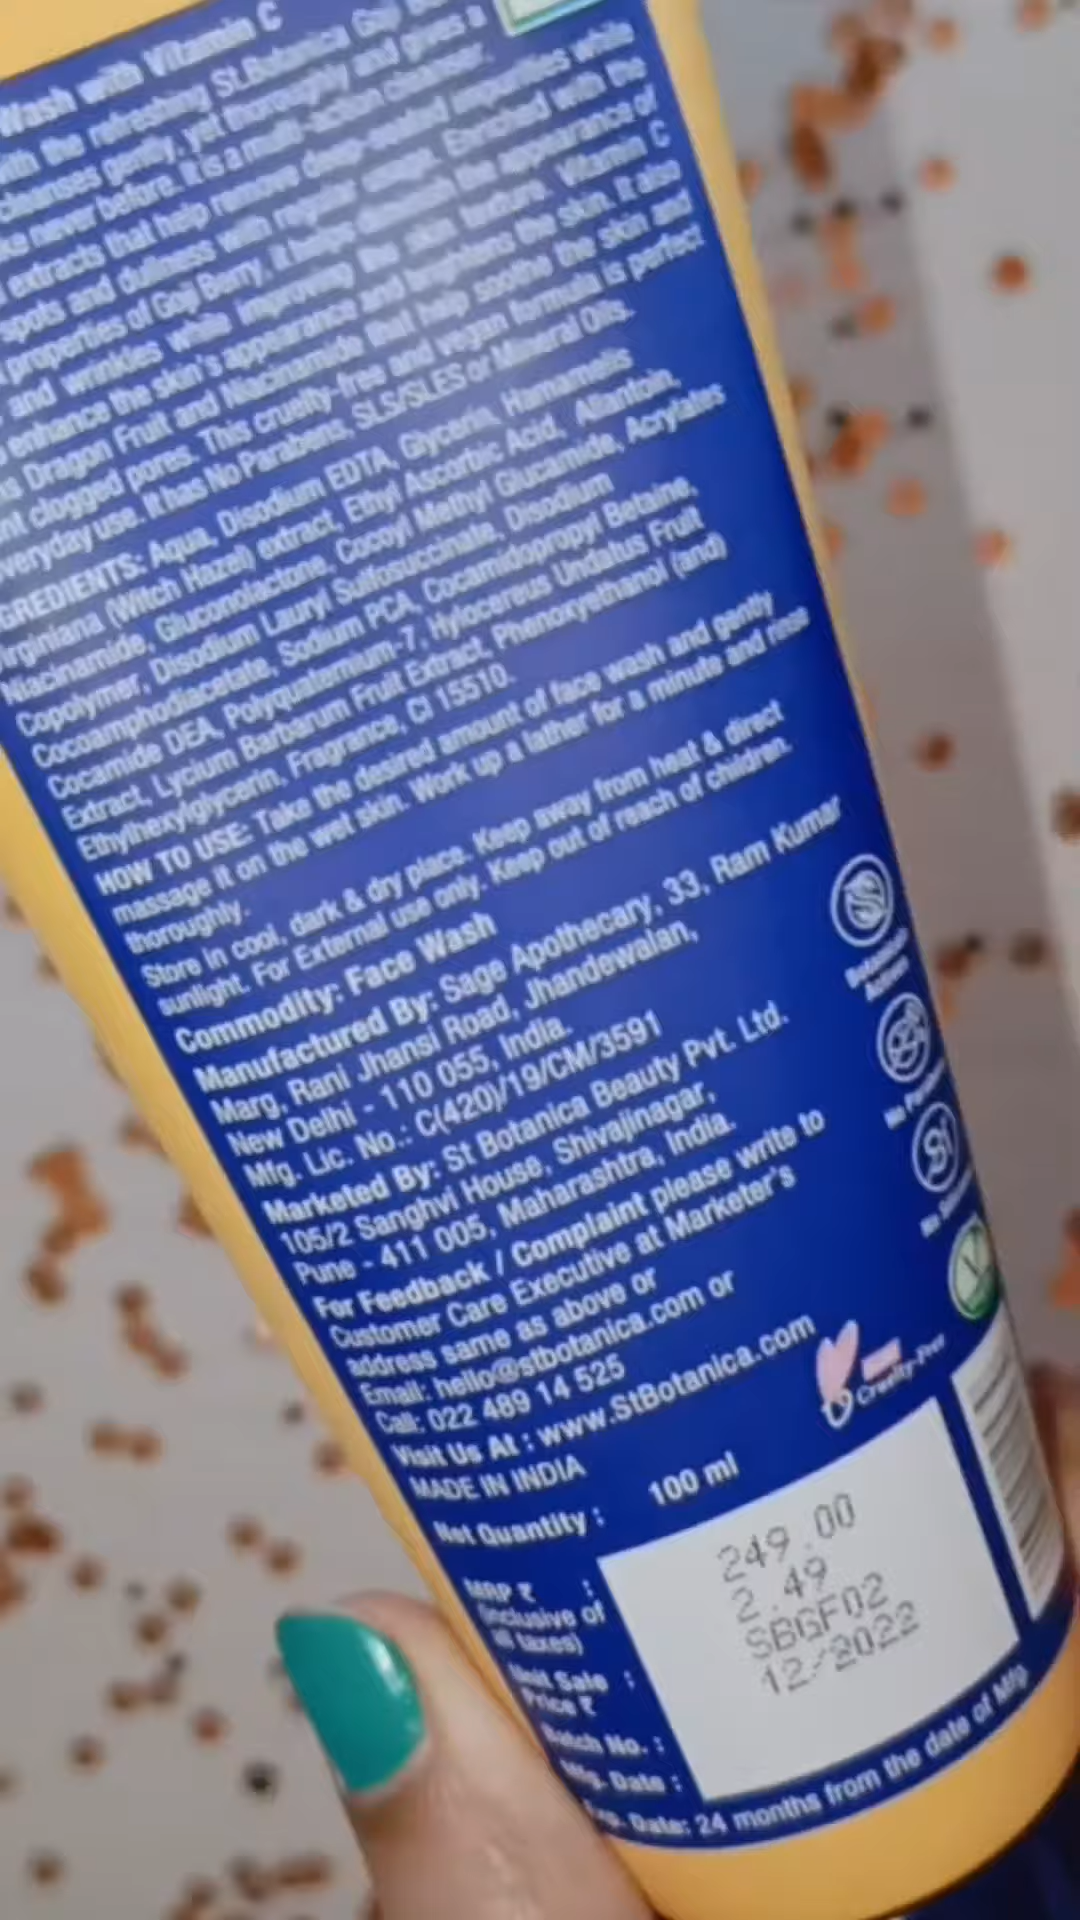 Wash with Vitamin C
with the refreshing St.Botanica Goji
cleanses gently, yet thoroughly and gives a
never before. It is a multi-action cleanser.
extracts that help remove deep-seated impurities while
spots and dullness with regular usage. Enriched with the
properties of Goji Berry, it helps diminish the appearance of
and wrinkles while improving the skin texture. Vitamin C
enhance the skin's appearance and brightens the skin. It also
Dragon Fruit and Niacinamide that help soothe the skin and
clogged pores. This cruelty-free and vegan formula is perfect
everyday use. It has No Parabens, SLS/SLES or Mineral Oils.
GREDIENTS: Aqua, Disodium EDTA, Glycerin, Hamamelis
irginiana (Witch Hazel) extract, Ethyl Ascorbic Acid, Allantoin,
Niacinamide, Gluconolactone, Cocoyl Methyl Glucamide, Acrylates
Copolymer, Disodium Lauryl Sulfosuccinate, Disodium
Cocoamphodiacetate, Sodium PCA, Cocamidopropyl Betaine,
Cocamide DEA, Polyquaternium-7, Hylocereus Undatus Fruit
Extract, Lycium Barbarum Fruit Extract, Phenoxyethanol (and)
Ethylhexylglycerin, Fragrance, CI 15510.
HOW TO USE: Take the desired amount of face wash and gently
massage it on the wet skin. Work up a lather for a minute and rinse
thoroughly.
Store in cool, dark & dry place. Keep away from heat & direct
sunlight. For External use only. Keep out of reach of children.
Commodity: Face Wash
Manufactured By: Sage Apothecary, 33, Ram Kumar
Marg, Rani Jhansi Road, Jhandewalan,
New Delhi - 110 055, India.
Mfg. Lic. No.: C(420)/19/CM/3591
Marketed By: St Botanica Beauty Pvt. Ltd.
105/2 Sanghvi House, Shivajinagar,
Pune - 411 005, Maharashtra, India.
For Feedback / Complaint please write to
Customer Care Executive at Marketer's
address same as above or
Email: hello@stbotanica.com or
Call: 022 489 14 525
Visit Us At : www.StBotanica.com
MADE IN INDIA
Cruelty-Free
Net Quantity : 100 ml
MRP ₹ : 249.00
(inclusive of
all taxes)
Unit Sale : 2.49
Price ₹
Batch No. : SBGF02
Mfg. Date : 12/2022
Exp. Date: 24 months from the date of Mfg